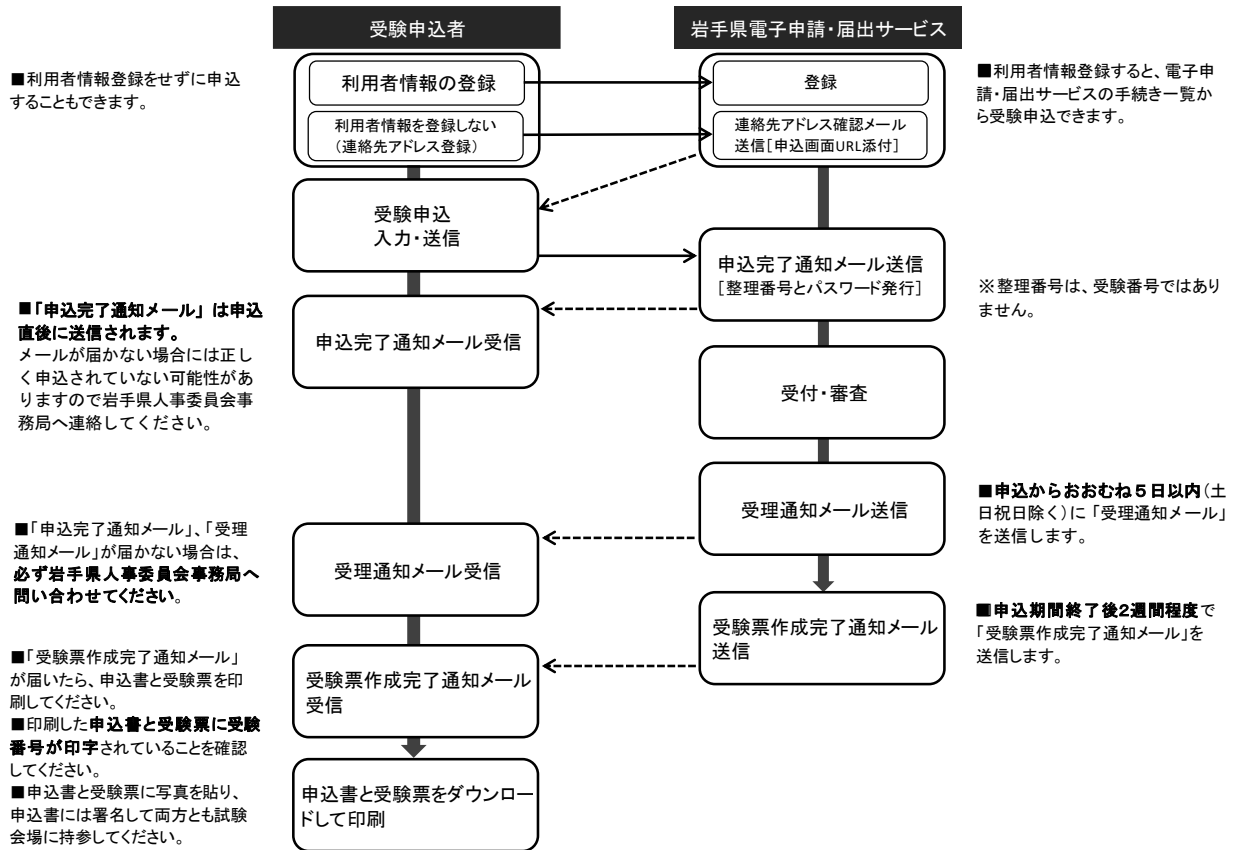 受験申込者
岩手県電子申請・届出サービス
■利用者情報登録をせずに申込
することもできます。
利用者情報の登録
登録
■利用者情報登録すると、電子申
請・届出サービスの手続き一覧か
ら受験申込できます。
利用者情報を登録しない
（連絡先アドレス登録）
連絡先アドレス確認メール
送信[申込画面URL添付]
受験申込
入力・送信
申込完了通知メール送信
[整理番号とパスワード発行]
※整理番号は、受験番号ではあり
ません。
■「申込完了通知メール」は申込
直後に送信されます。
メールが届かない場合には正し
く申込されていない可能性があ
りますので岩手県人事委員会事
務局へ連絡してください。
申込完了通知メール受信
受付・審査
受理通知メール送信
■申込からおおむね５日以内（土
日祝日除く）に「受理通知メール」
を送信します。
■「申込完了通知メール」、「受理
通知メール」が届かない場合は、
必ず岩手県人事委員会事務局へ
問い合わせてください。
受理通知メール受信
受験票作成完了通知メール
送信
■申込期間終了後2週間程度で
「受験票作成完了通知メール」を
送信します。
■「受験票作成完了通知メール」
が届いたら、申込書と受験票を印
刷してください。
■印刷した申込書と受験票に受験
番号が印字されていることを確認
してください。
■申込書と受験票に写真を貼り、
申込書には署名して両方とも試験
会場に持参してください。
受験票作成完了通知メール
受信
申込書と受験票をダウンロー
ドして印刷